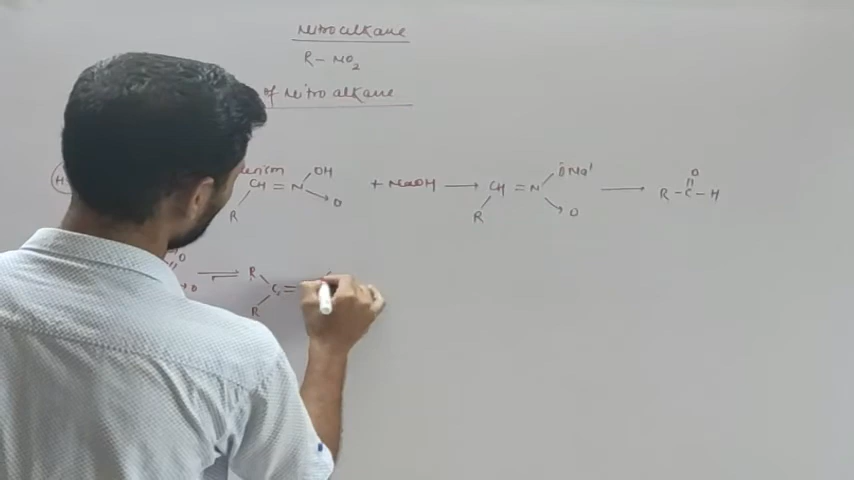 Nitroalkane
R - NO2
of Nitro alkane
OH
CH = N → O
R
+ NaOH →
ONa
CH = N → O
R
→
O
R - C - H
O
→ O
R
C =
R